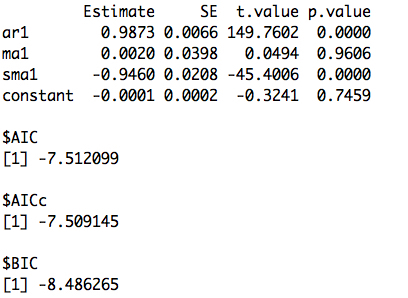 Estimate SE t.value p.value
ar1 0.9873 0.0066 149.7602 0.0000
ma1 0.0020 0.0398 0.0494 0.9606
sma1 -0.9460 0.0208 -45.4006 0.0000
constant -0.0001 0.0002 -0.3241 0.7459
$AIC
[1] -7.512099
$AICc
[1] -7.509145
$BIC
[1] -8.486265